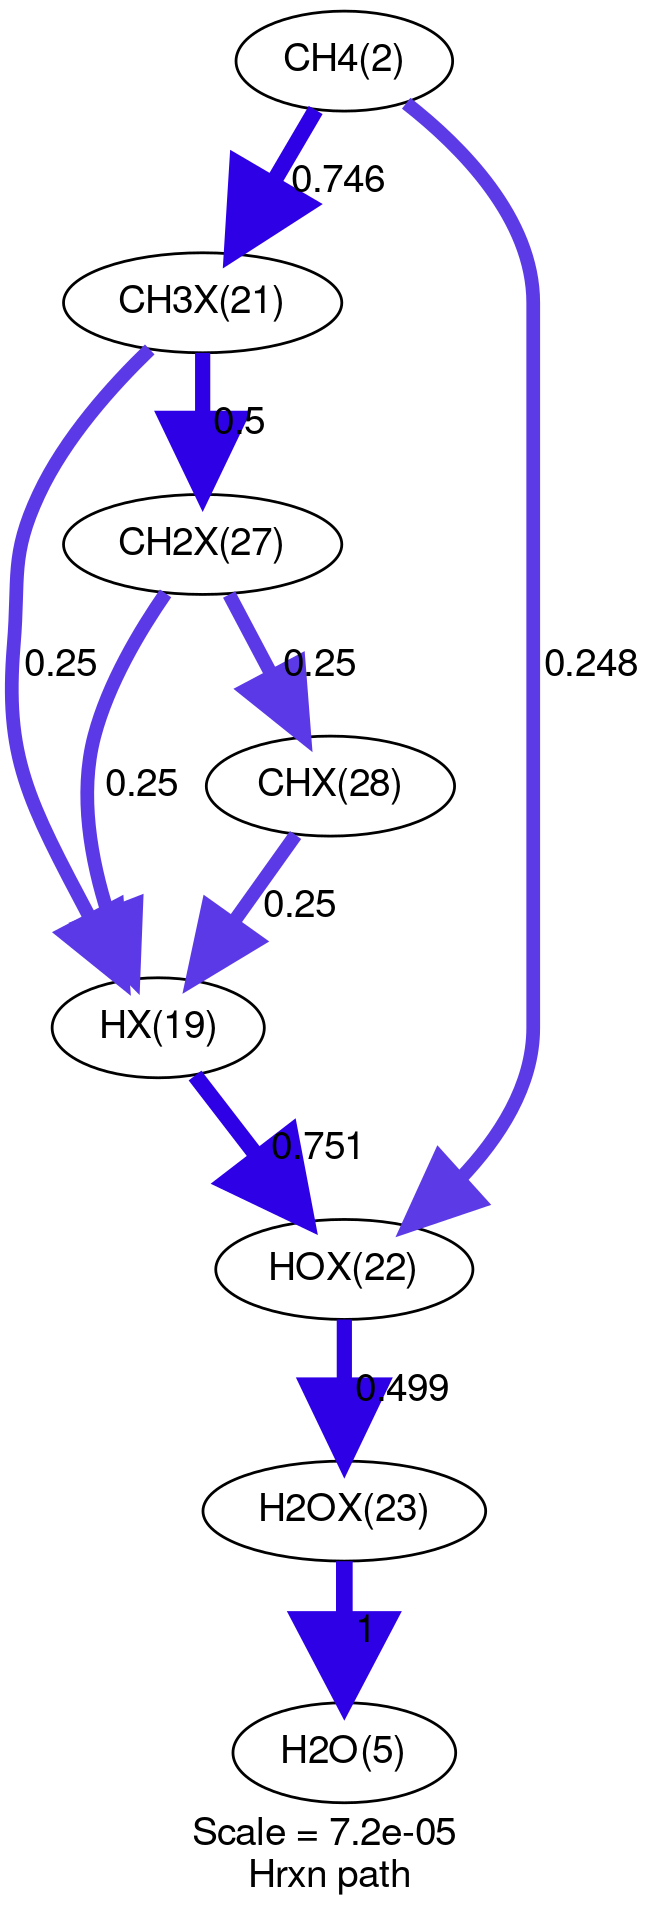 CH4(2)
0.746
CH3X(21)
0.5
CH2X(27)
0.25
0.25
0.248
0.25
CHX(28)
0.25
HX(19)
0.751
HOX(22)
0.499
H2OX(23)
1
H2O(5)
Scale = 7.2e-05
Hrxn path